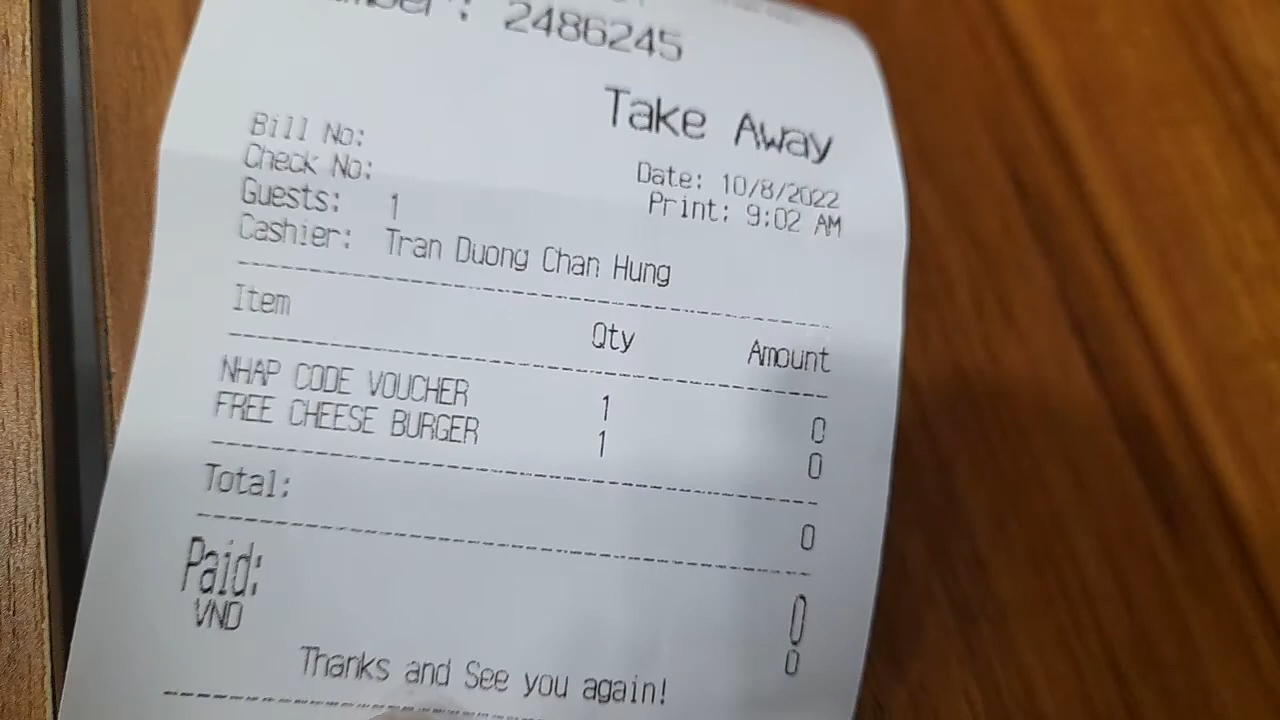 : 2486245
Take Away
Bill No:
Date: 10/8/2022
Check No:
Print: 9:02 AM
Guests: 1
Cashier: Tran Duong Chan Hung
Item Qty Amount
NHAP CODE VOUCHER 1 0
FREE CHEESE BURGER 1 0
Total: 0
Paid: 0
VND 0
Thanks and See you again!